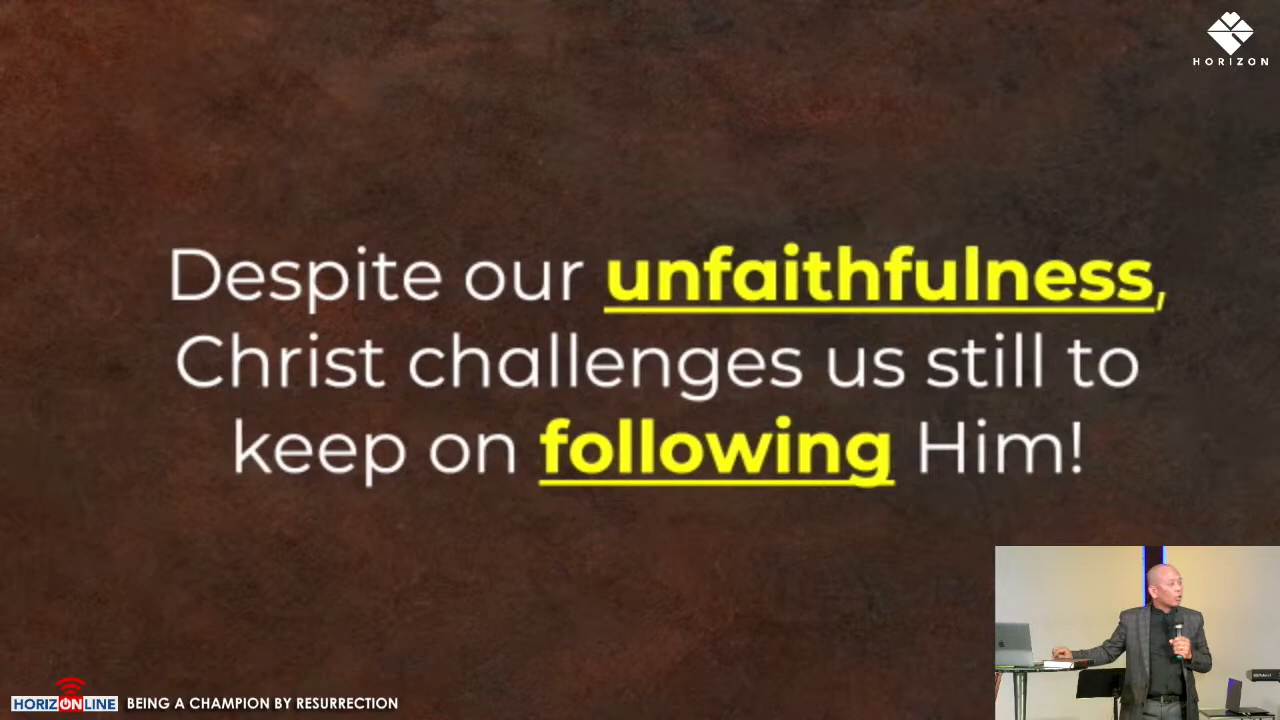 HORIZON
Despite our unfaithfulness,
Christ challenges us still to
keep on following Him!
HORIZONLINE BEING A CHAMPION BY RESURRECTION